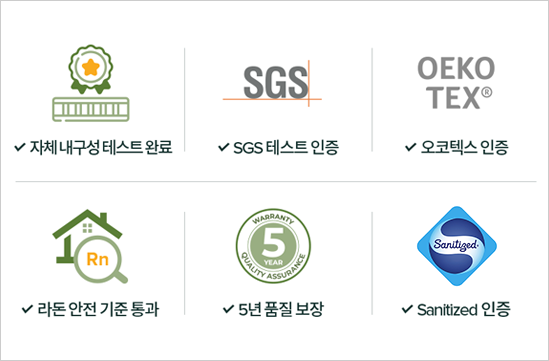 SGS
OEKO
TEX®
✓ 자체 내구성 테스트 완료
✓ SGS 테스트 인증
✓ 오코텍스 인증
Rn
WARRANTY
5
YEAR
QUALITY ASSURANCE
Sanitized
✓ 라돈 안전 기준 통과
✓ 5년 품질 보장
✓ Sanitized 인증